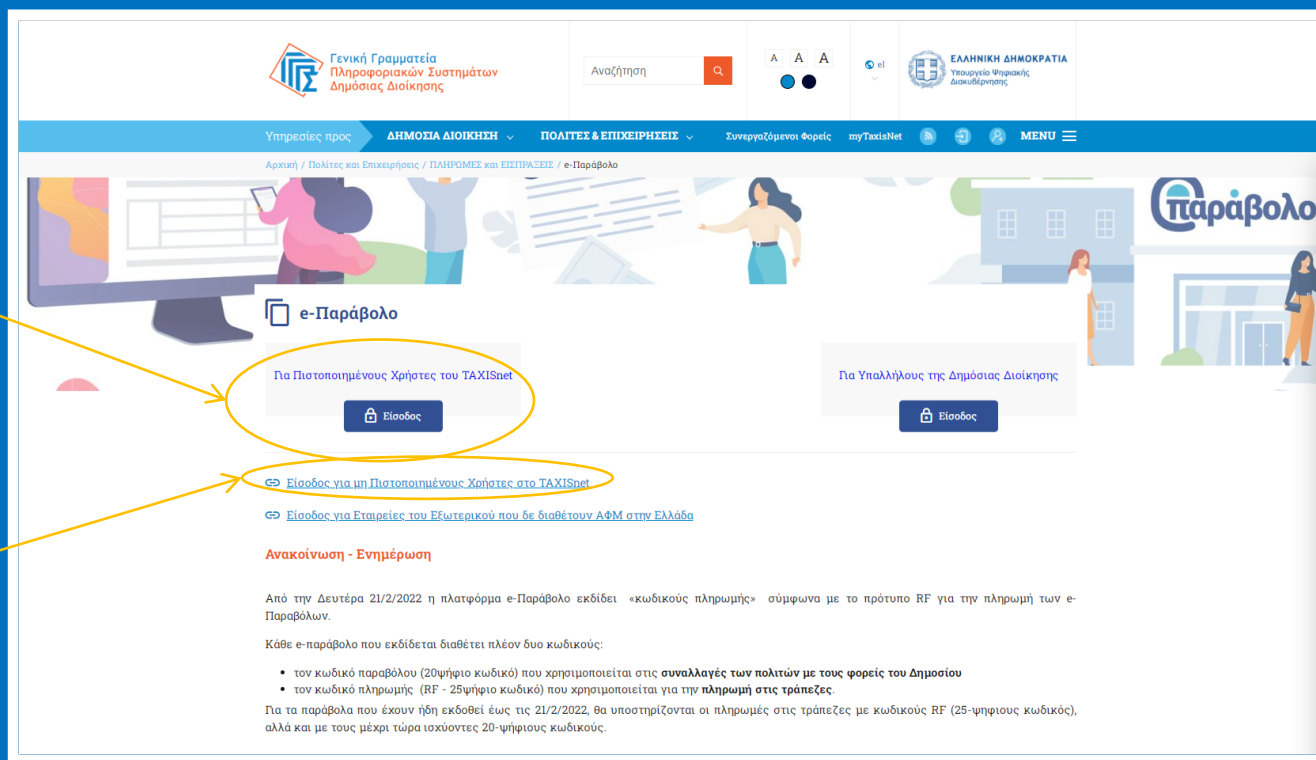 Γενική Γραμματεία
Πληροφοριακών Συστημάτων
Δημόσιας Διοίκησης
Αναζήτηση
A A A
el
ΕΛΛΗΝΙΚΗ ΔΗΜΟΚΡΑΤΙΑ
Υπουργείο Ψηφιακής
Διακυβέρνησης
Υπηρεσίες προς ΔΗΜΟΣΙΑ ΔΙΟΙΚΗΣΗ ΠΟΛΙΤΕΣ & ΕΠΙΧΕΙΡΗΣΕΙΣ Συνεργαζόμενοι Φορείς myTaxisNet MENU
Αρχική / Πολίτες και Επιχειρήσεις / ΠΛΗΡΩΜΕΣ και ΕΙΣΠΡΑΞΕΙΣ / e-Παράβολο
παράβολο
e-Παράβολο
Για Πιστοποιημένους Χρήστες του TAXISnet
Είσοδος
Για Υπαλλήλους της Δημόσιας Διοίκησης
Είσοδος
Είσοδος για μη Πιστοποιημένους Χρήστες στο TAXISnet
Είσοδος για Εταιρείες του Εξωτερικού που δε διαθέτουν ΑΦΜ στην Ελλάδα
Ανακοίνωση - Ενημέρωση
Από την Δευτέρα 21/2/2022 η πλατφόρμα e-Παράβολο εκδίδει «κωδικούς πληρωμής» σύμφωνα με το πρότυπο RF για την πληρωμή των e-
Παραβόλων.
Κάθε e-παράβολο που εκδίδεται διαθέτει πλέον δυο κωδικούς:
• τον κωδικό παραβόλου (20ψήφιο κωδικό) που χρησιμοποιείται στις συναλλαγές των πολιτών με τους φορείς του Δημοσίου
• τον κωδικό πληρωμής (RF - 25ψήφιο κωδικό) που χρησιμοποιείται για την πληρωμή στις τράπεζες.
Για τα παράβολα που έχουν ήδη εκδοθεί έως τις 21/2/2022, θα υποστηρίζονται οι πληρωμές στις τράπεζες με κωδικούς RF (25-ψηφιους κωδικός),
αλλά και με τους μέχρι τώρα ισχύοντες 20-ψήφιους κωδικούς.